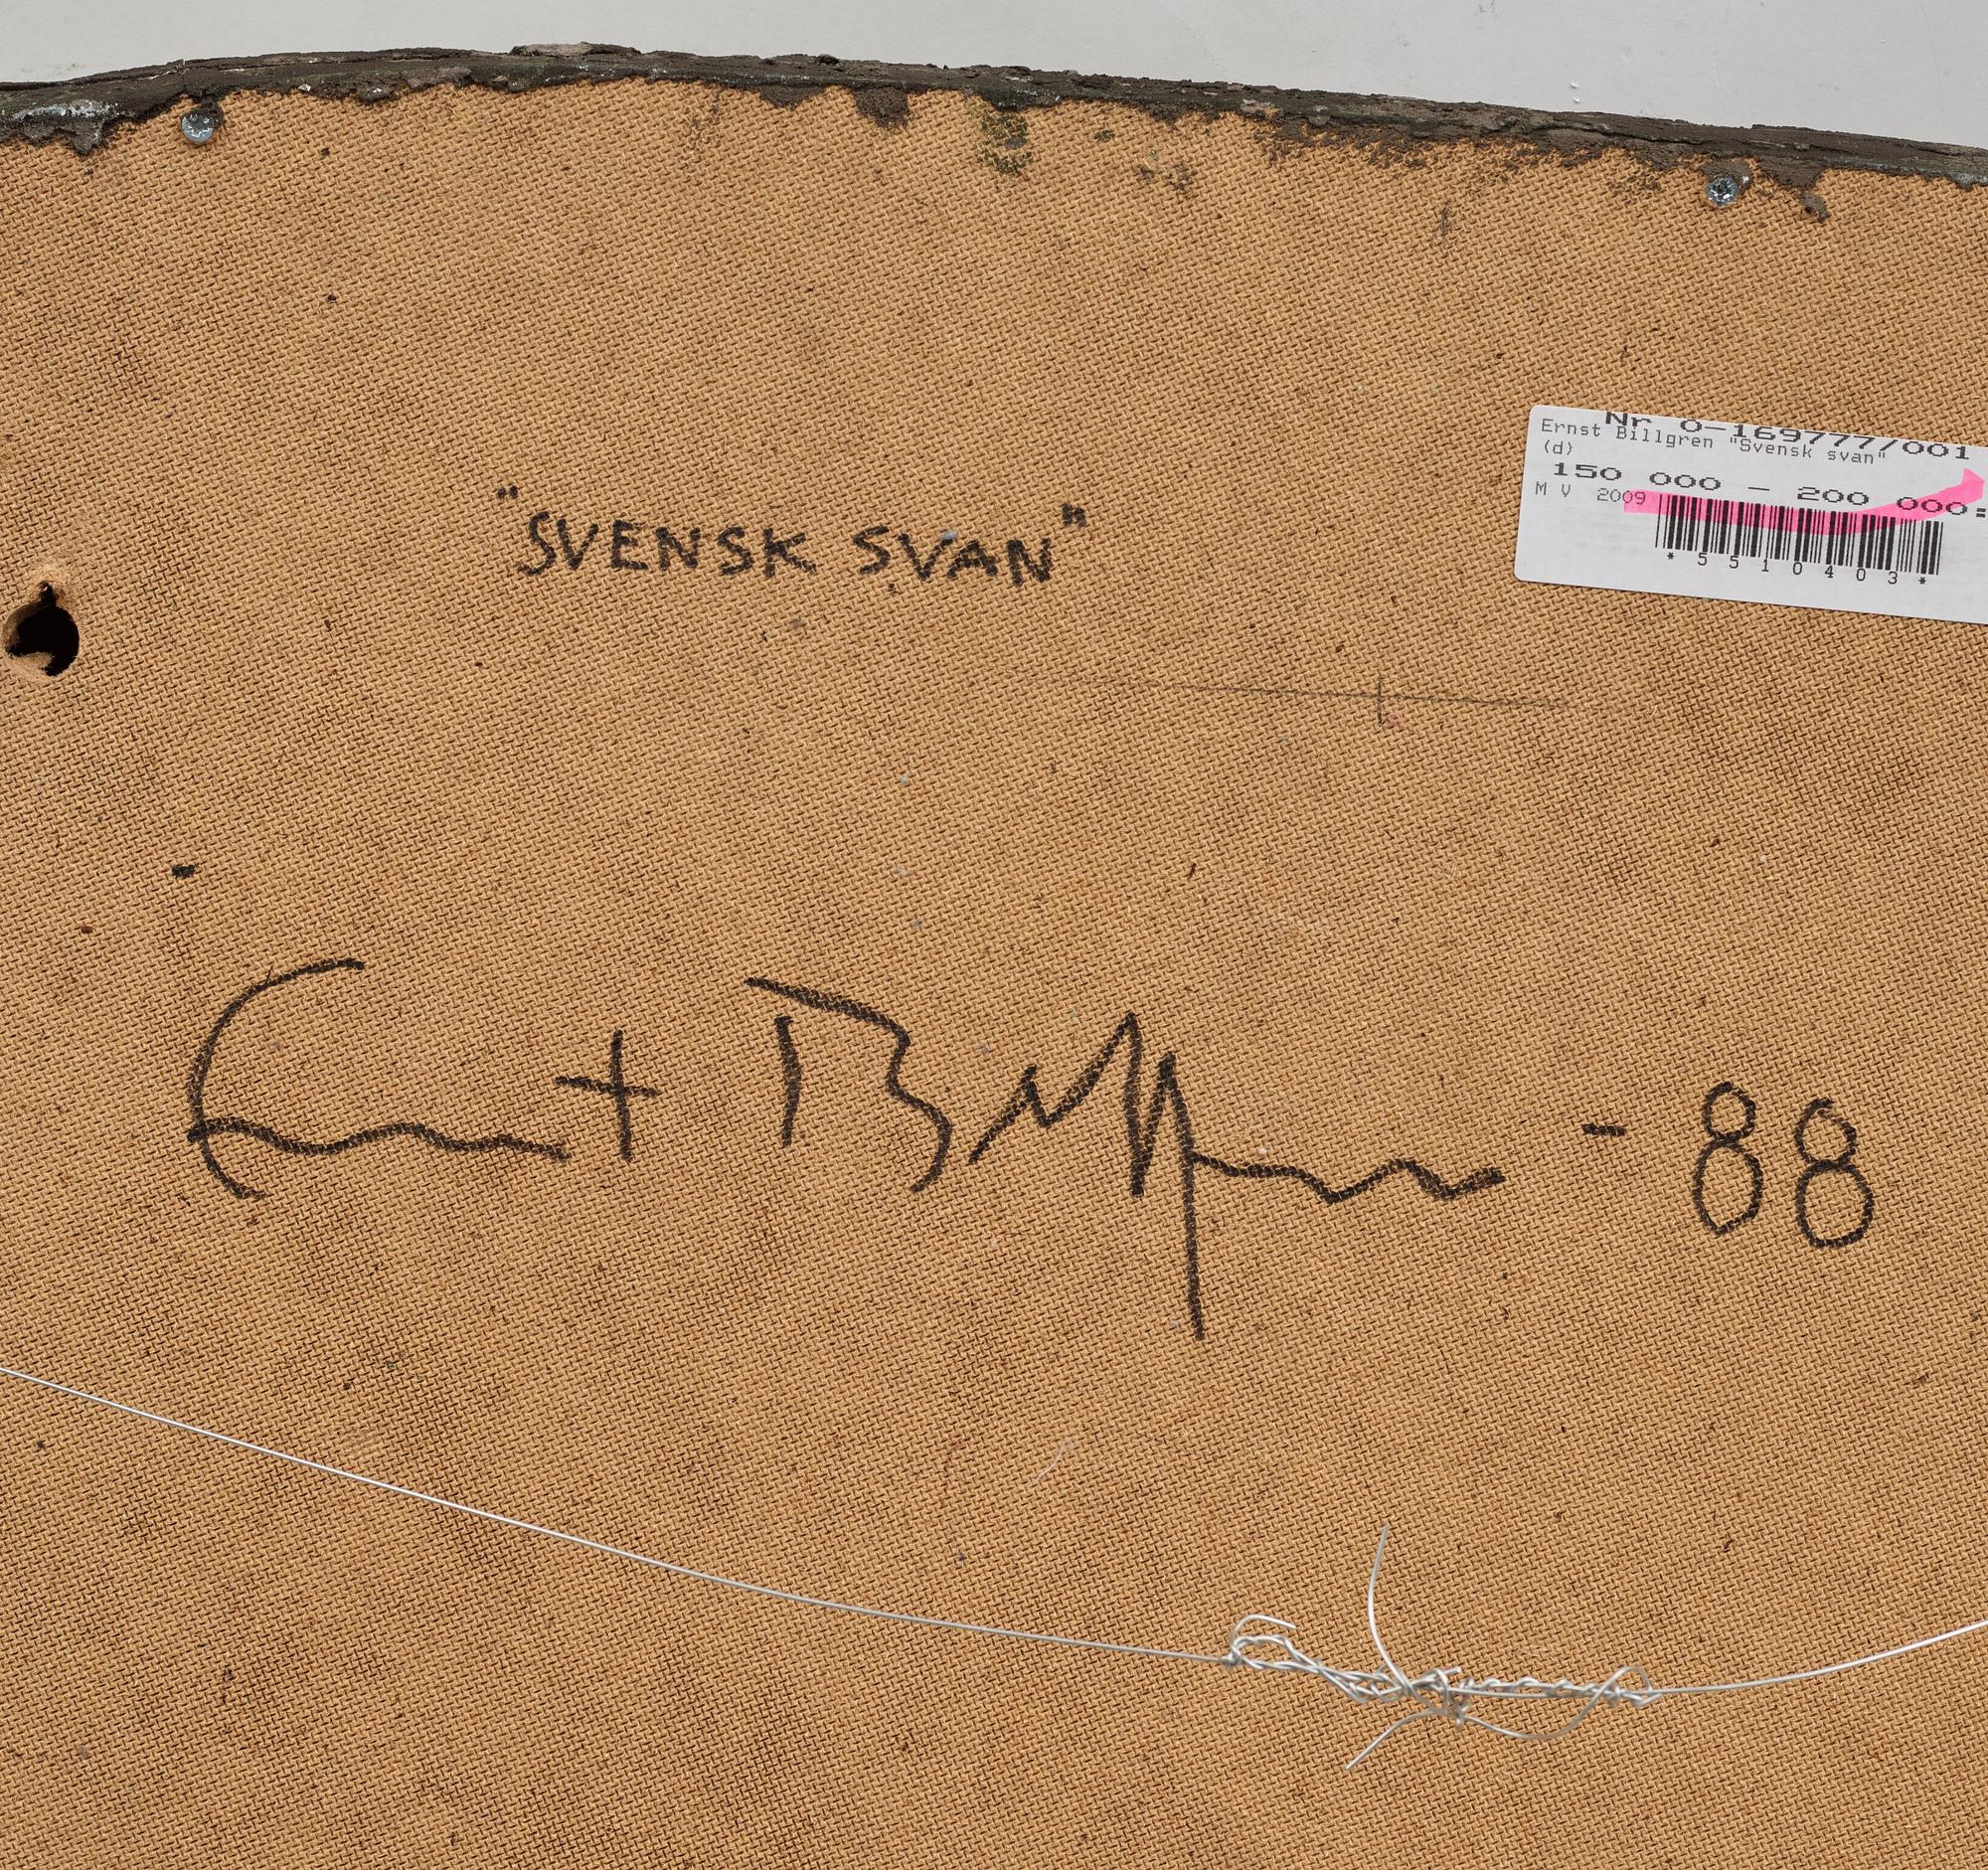 Nr 0-169777/001
Ernst Billgren "Svensk svan"
(d)
150 000 - 200 000:
M V 2009
*5510403*
"SVENSK SVAN"
Ernst Billgren -88